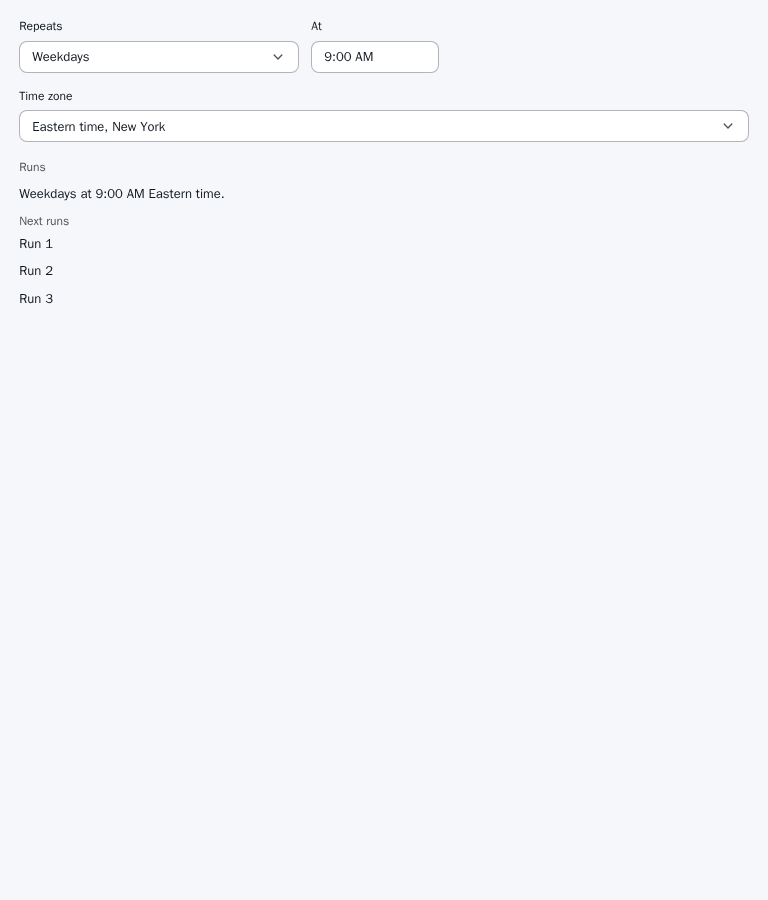 Repeats
At
Weekdays
9:00 AM
Time zone
Eastern time, New York
Runs
Weekdays at 9:00 AM Eastern time.
Next runs
Run 1
Run 2
Run 3